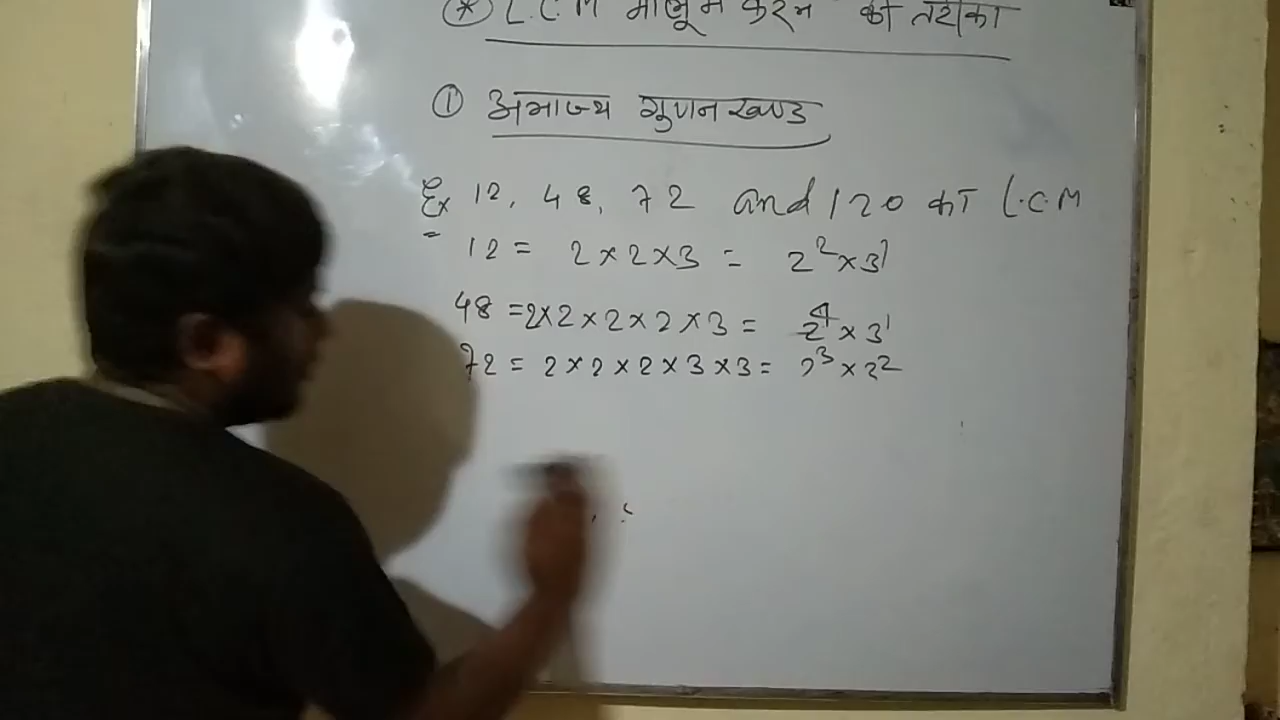 * L.C.M मालूम करने का तरीका
① अभाज्य गुणनखण्ड
Ex 12, 48, 72 and 120 का L.C.M
12 = 2×2×3 = 2²×3¹
48 =2×2×2×2×3 = 2⁴×3¹
72 = 2×2×2×3×3= 2³×3²